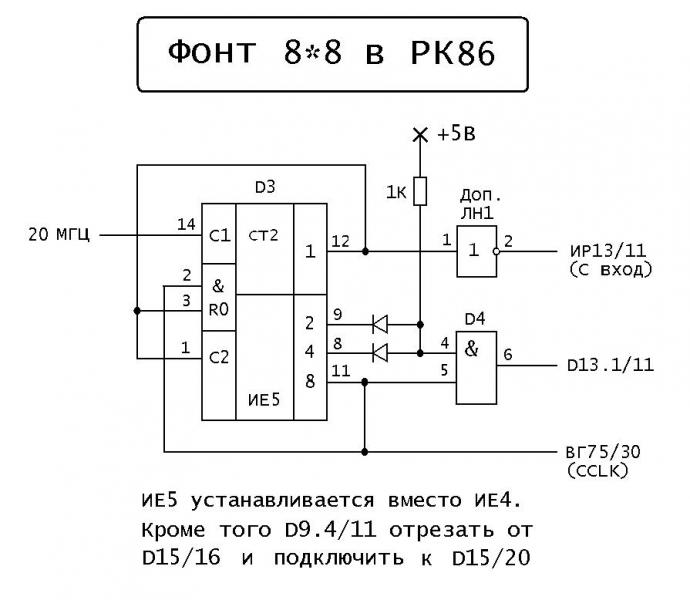 ФОНТ 8*8 в РК86
+5В
D3
1К
Доп.
ЛН1
20 МГЦ
14
С1
СТ2
1
12
1
1
2
ИР13/11
(С вход)
2
&
3
R0
2
9
D4
1
С2
4
8
4
&
6
D13.1/11
8
11
5
ИЕ5
ВГ75/30
(CCLK)
ИЕ5 устанавливается вместо ИЕ4.
Кроме того D9.4/11 отрезать от
D15/16 и подключить к D15/20